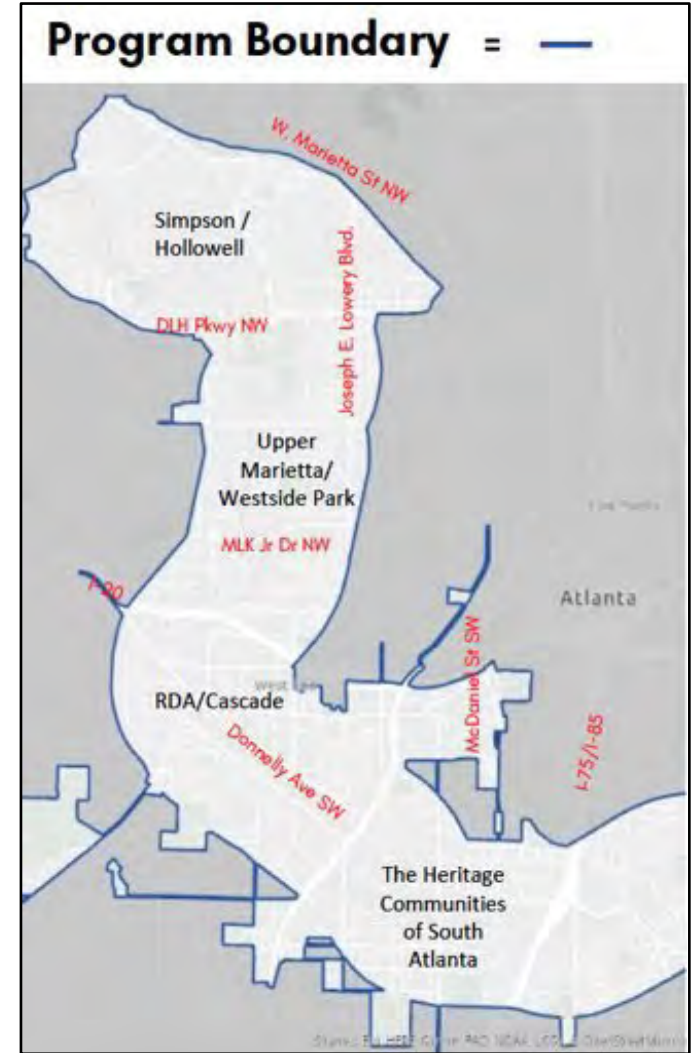 Program Boundary =
W. Marietta St NW
Simpson /
Hollowell
Joseph E. Lowery Blvd.
DLH Pkwy NW
Upper
Marietta/
Westside Park
MLK Jr Dr NW
I-20
Atlanta
McDaniel St SW
RDA/Cascade
I-75/I-85
Donnelly Ave SW
The Heritage
Communities
of South
Atlanta